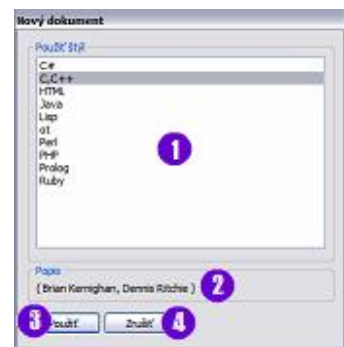 Nový dokument
Použiť štýl
C#
C,C++
HTML
Java
Lisp
ot
Perl
PHP
Prolog
Ruby
1
Popis
( Brian Kernighan, Dennis Ritchie )
2
3
Použiť
Zrušiť
4